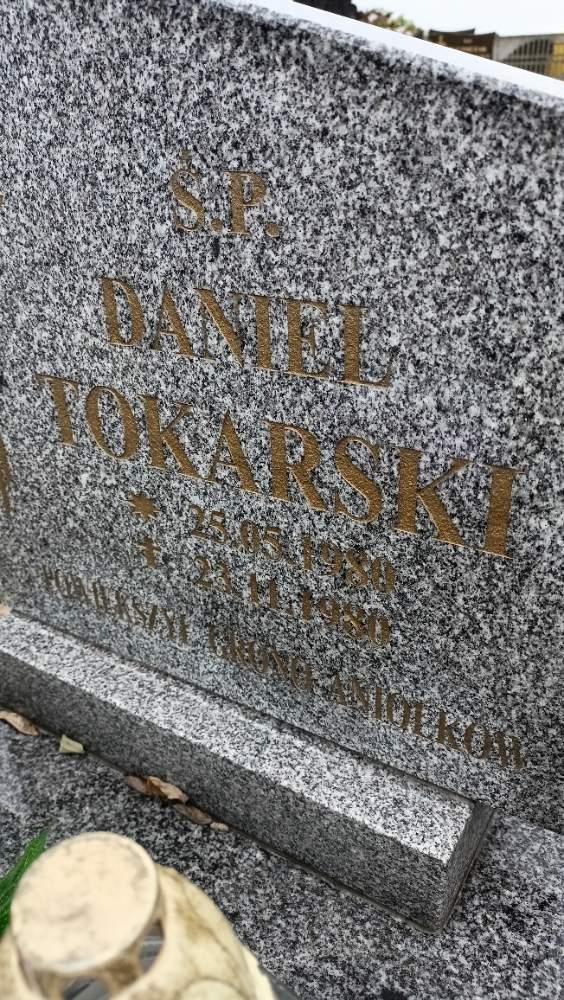 Ś.P.
DANIEL
TOKARSKI
25.05.1980
23.11.1980
POWIĘKSZYŁ GRONO ANIOŁKÓW